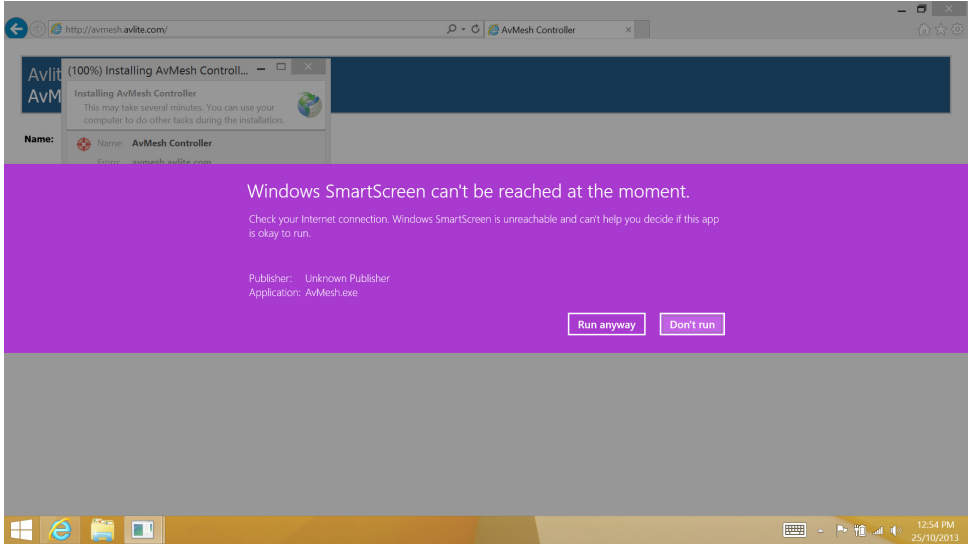 http://avmesh.avlite.com/
AvMesh Controller
Avlit
AvM
(100%) Installing AvMesh Controll...
Installing AvMesh Controller
This may take several minutes. You can use your
computer to do other tasks during the installation.
Name:
Name: AvMesh Controller
From: avmesh.avlite.com
Windows SmartScreen can't be reached at the moment.
Check your Internet connection. Windows SmartScreen is unreachable and can't help you decide if this app
is okay to run.
Publisher: Unknown Publisher
Application: AvMesh.exe
Run anyway
Don't run
12:54 PM
25/10/2013